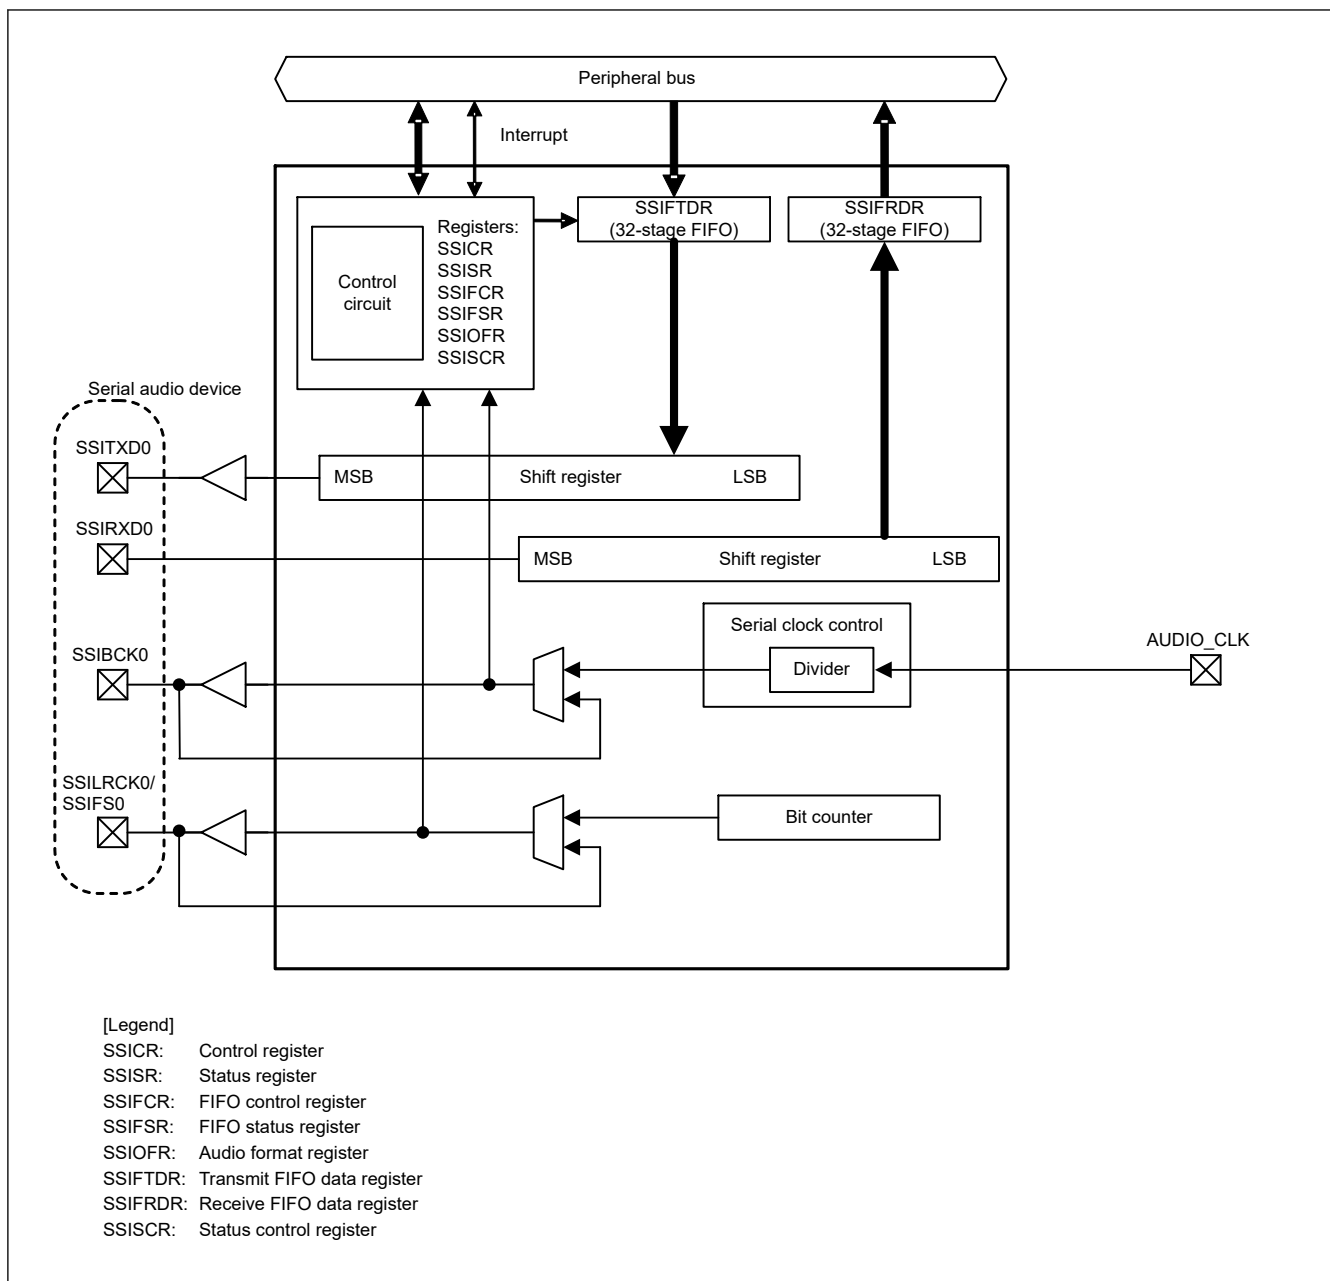 Peripheral bus
Interrupt
SSIFTDR
(32-stage FIFO)
SSIFRDR
(32-stage FIFO)
Registers:
SSICR
SSISR
SSIFCR
SSIFSR
SSIOFR
SSISCR
Control
circuit
Serial audio device
SSITXD0
MSB Shift register LSB
SSIRXD0
MSB Shift register LSB
Serial clock control
Divider
AUDIO_CLK
SSIBCK0
SSILRCK0/
SSIFS0
Bit counter
[Legend]
SSICR: Control register
SSISR: Status register
SSIFCR: FIFO control register
SSIFSR: FIFO status register
SSIOFR: Audio format register
SSIFTDR: Transmit FIFO data register
SSIFRDR: Receive FIFO data register
SSISCR: Status control register